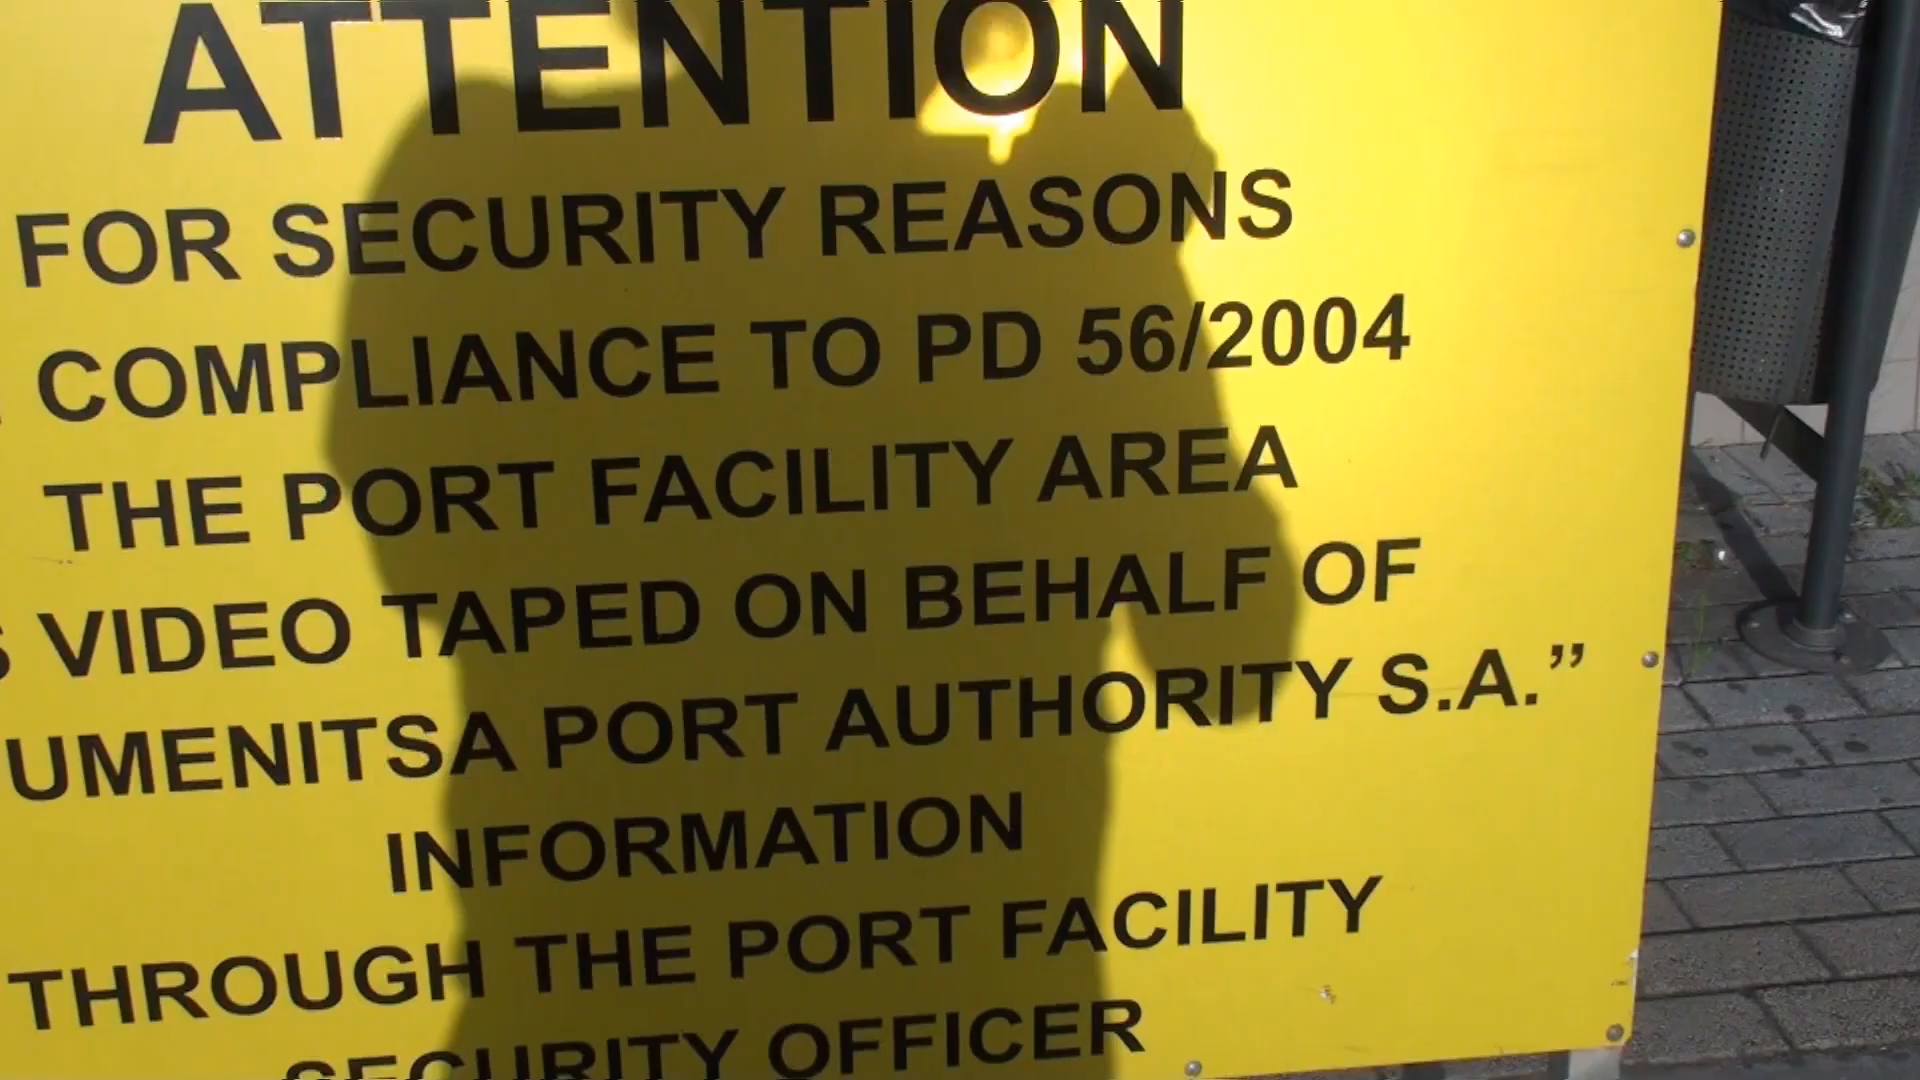 ATTENTION
FOR SECURITY REASONS
COMPLIANCE TO PD 56/2004
THE PORT FACILITY AREA
S VIDEO TAPED ON BEHALF OF
UMENITSA PORT AUTHORITY S.A.”
INFORMATION
THROUGH THE PORT FACILITY
SECURITY OFFICER